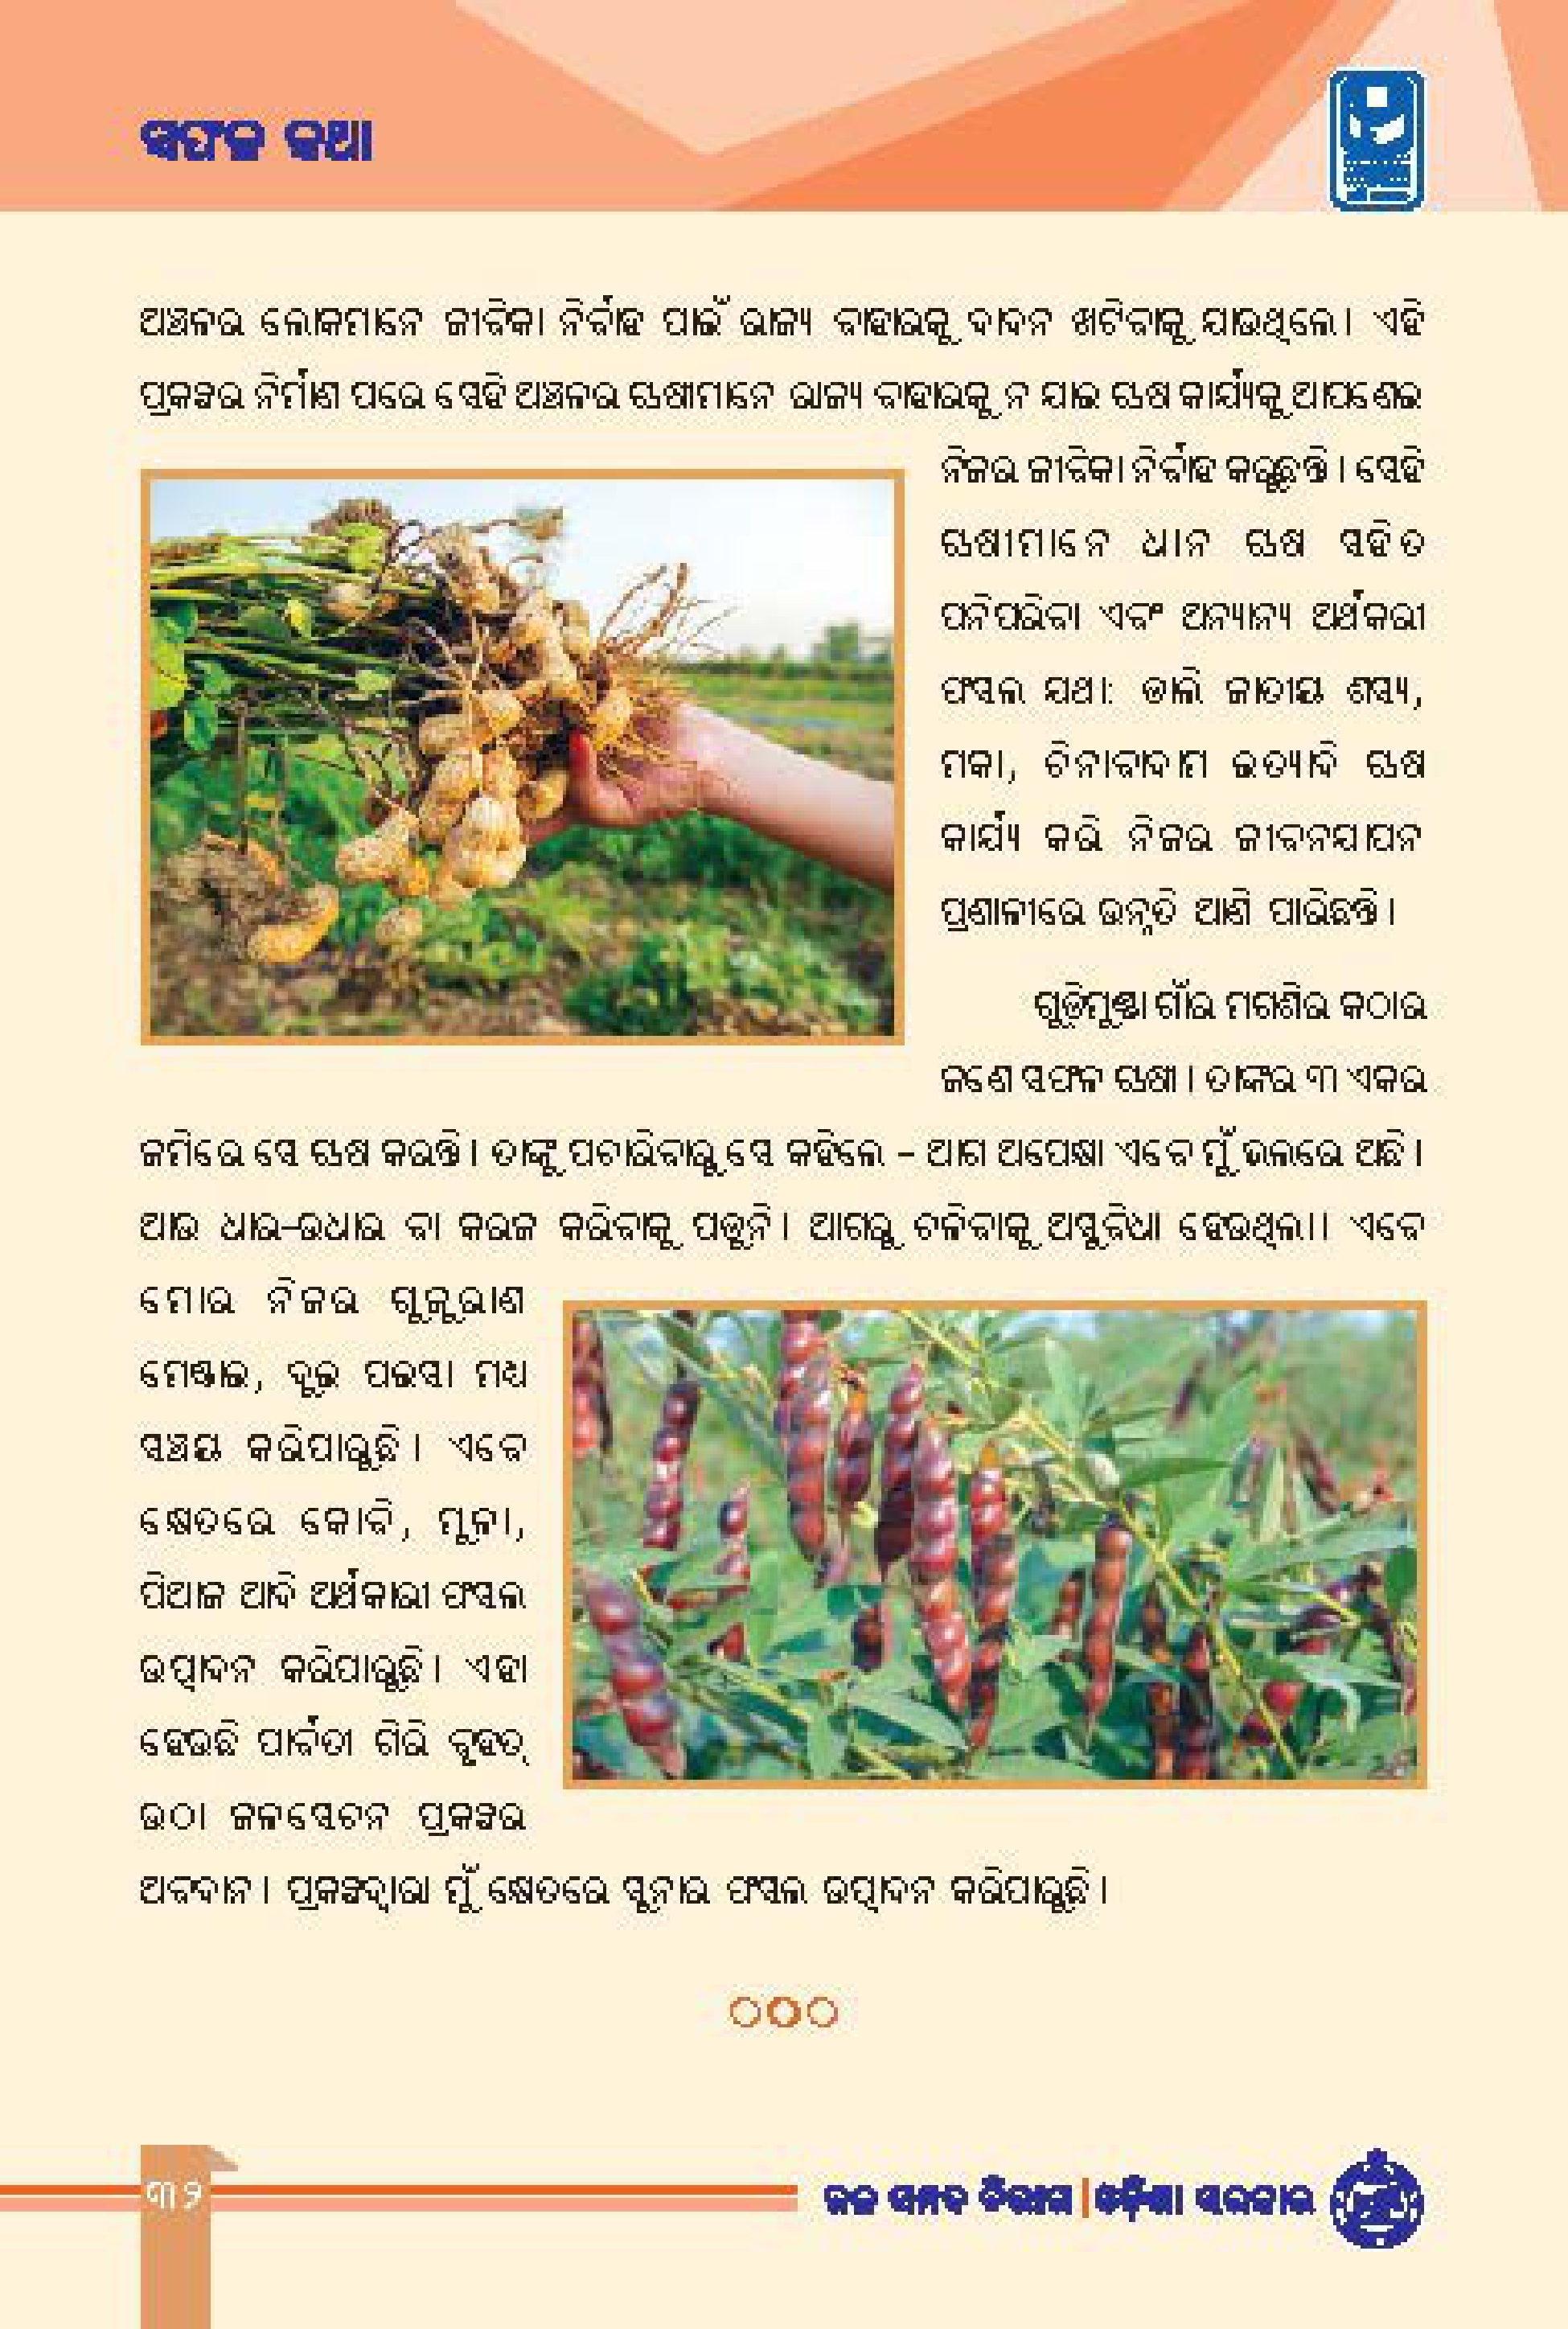 ସଫଳ କଥା
ଅଞ୍ଚଳର ଲୋକମାନେ ଜୀବିକା ନିର୍ବାହ ପାଇଁ ରାଜ୍ୟ ବାହାରକୁ ଦାଦନ ଖଟିବାକୁ ଯାଉଥିଲେ। ଏହି
ପ୍ରକଳ୍ପର ନିର୍ମାଣ ପରେ ସେହି ଅଞ୍ଚଳର ଚାଷୀମାନେ ରାଜ୍ୟ ବାହାରକୁ ନ ଯାଇ ଚାଷ କାର୍ଯ୍ୟକୁ ଆପଣେଇ
ନିଜର ଜୀବିକା ନିର୍ବାହ କରୁଛନ୍ତି। ସେହି
ଚାଷୀମାନେ ଧାନ ଚାଷ ସହିତ
ପନିପରିବା ଏବଂ ଅନ୍ୟାନ୍ୟ ଅର୍ଥକରୀ
ଫସଲ ଯଥା: ଡାଲି ଜାତୀୟ ଶସ୍ୟ,
ମକା, ଚିନାବାଦାମ ଇତ୍ୟାଦି ଚାଷ
କାର୍ଯ୍ୟ କରି ନିଜର ଜୀବନଯାପନ
ପ୍ରଣାଳୀରେ ଉନ୍ନତି ଆଣି ପାରିଛନ୍ତି।
ଗୁଡ଼ିମୁଣ୍ଡା ଗାଁର ମଗଶିର କଠାର
ଜଣେ ସଫଳ ଚାଷୀ। ତାଙ୍କର ୩ ଏକର
ଜମିରେ ସେ ଚାଷ କରନ୍ତି। ତାଙ୍କୁ ପଚାରିବାରୁ ସେ କହିଲେ – ଆଗ ଅପେକ୍ଷା ଏବେ ମୁଁ ଭଲରେ ଅଛି।
ଆଉ ଧାର-ଉଧାର ବା କରଜ କରିବାକୁ ପଡୁନି। ଆଗରୁ ଚଳିବାକୁ ଅସୁବିଧା ହେଉଥିଲା। ଏବେ
ମୋର ନିଜର ଗୁଜୁରାଣ
ମେଣ୍ଟାଇ, ଦୁଇ ପଇସା ମଧ୍ୟ
ସଞ୍ଚୟ କରିପାରୁଛି। ଏବେ
କ୍ଷେତରେ କୋବି, ମୂଳା,
ପିଆଜ ଆଦି ଅର୍ଥକାରୀ ଫସଲ
ଉତ୍ପାଦନ କରିପାରୁଛି। ଏହା
ହେଉଛି ପାର୍ବତୀ ଗିରି ବୃହତ୍
ଉଠା ଜଳସେଚନ ପ୍ରକଳ୍ପର
ଅବଦାନ। ପ୍ରକଳ୍ପଦ୍ୱାରା ମୁଁ କ୍ଷେତରେ ସୁନାର ଫସଲ ଉତ୍ପାଦନ କରିପାରୁଛି।
୩୨
ଜଳ ସମ୍ପଦ ବିଭାଗ | ଓଡ଼ିଶା ସରକାର